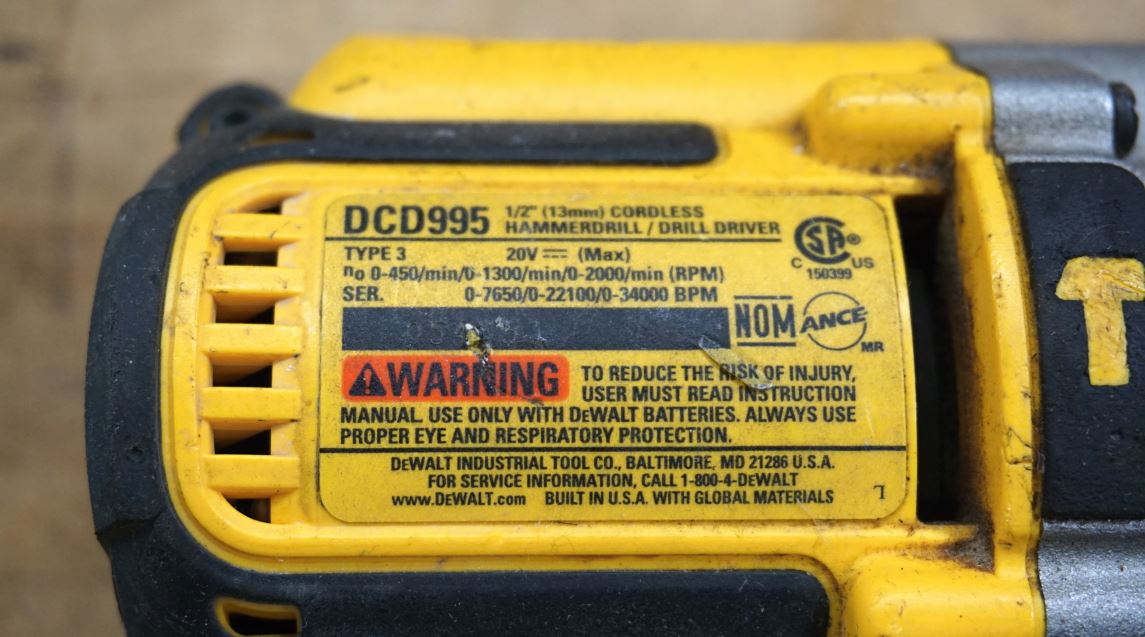 DCD995 1/2" (13mm) CORDLESS
HAMMERDRILL / DRILL DRIVER
TYPE 3 20V ⎓ (Max)
no 0-450/min/0-1300/min/0-2000/min (RPM)
SER. 0-7650/0-22100/0-34000 BPM
CSA®
C US
150399
NOM
ANCE
MR
⚠WARNING TO REDUCE THE RISK OF INJURY,
USER MUST READ INSTRUCTION
MANUAL. USE ONLY WITH DEWALT BATTERIES. ALWAYS USE
PROPER EYE AND RESPIRATORY PROTECTION.
DEWALT INDUSTRIAL TOOL CO., BALTIMORE, MD 21286 U.S.A.
FOR SERVICE INFORMATION, CALL 1-800-4-DEWALT
www.DEWALT.com BUILT IN U.S.A. WITH GLOBAL MATERIALS